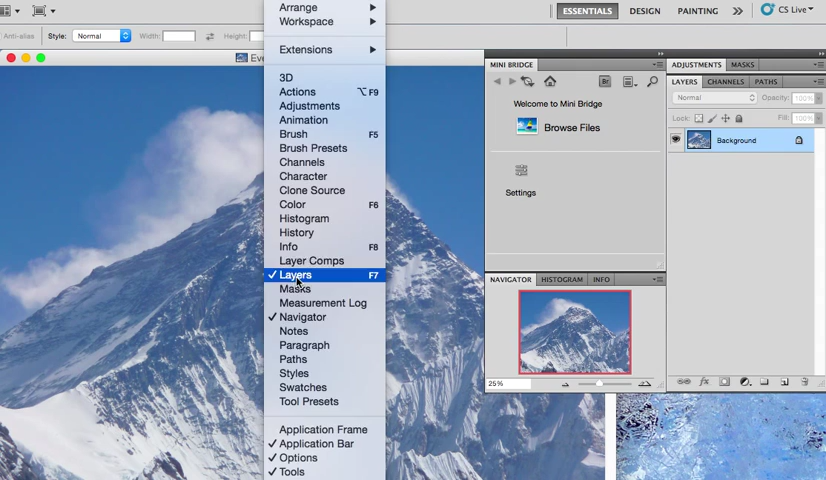 Arrange
ESSENTIALS DESIGN PAINTING CS Live
Workspace
Anti-alias Style: Normal Width: Height:
Extensions
Eve
3D
Actions ⌥F9
Adjustments
Animation
Brush F5
Brush Presets
Channels
Character
Clone Source
Color F6
Histogram
History
Info F8
Layer Comps
Layers F7
Masks
Measurement Log
Navigator
Notes
Paragraph
Paths
Styles
Swatches
Tool Presets
Application Frame
Application Bar
Options
Tools
MINI BRIDGE
Br
Welcome to Mini Bridge
Browse Files
Settings
NAVIGATOR HISTOGRAM INFO
25%
ADJUSTMENTS MASKS
LAYERS CHANNELS PATHS
Normal Opacity: 100%
Lock: Fill: 100%
Background
fx